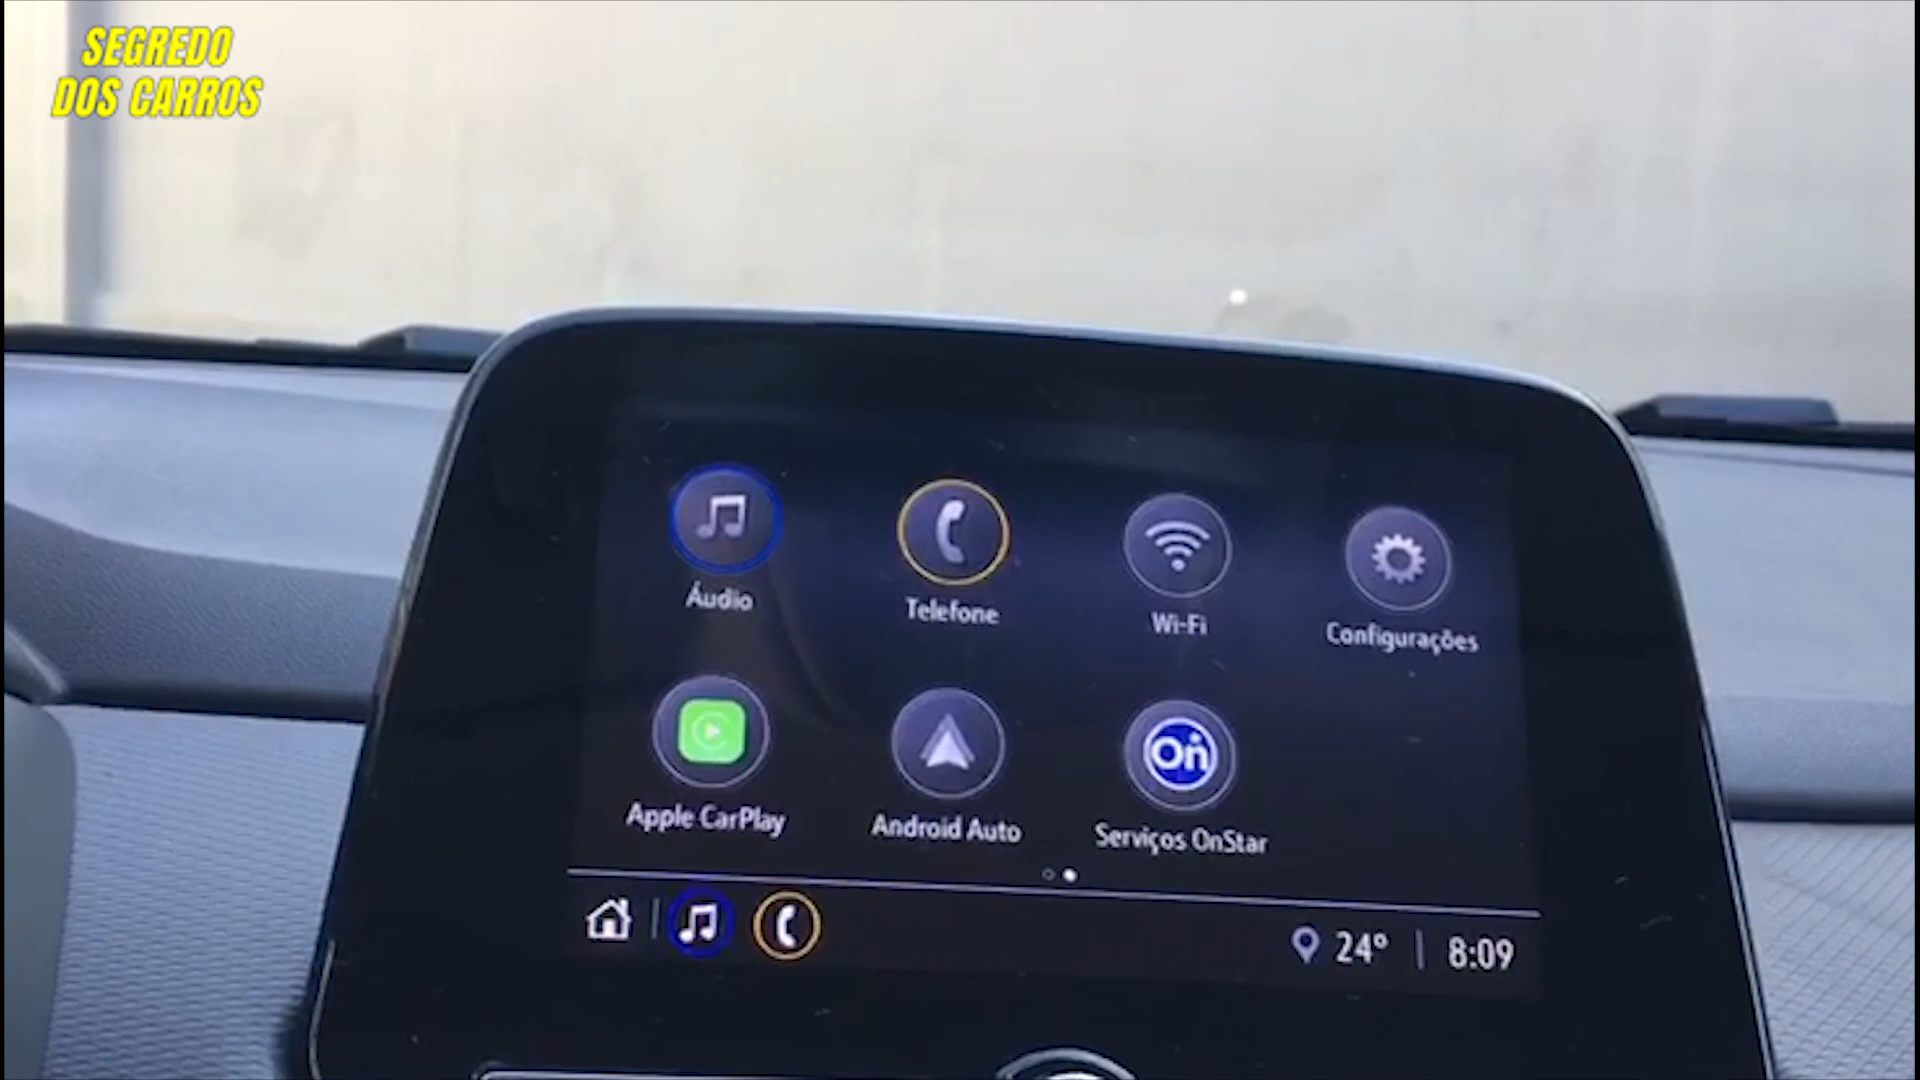 SEGREDO
DOS CARROS
Áudio
Telefone
Wi-Fi
Configurações
Apple CarPlay
Android Auto
On
Serviços OnStar
24° | 8:09